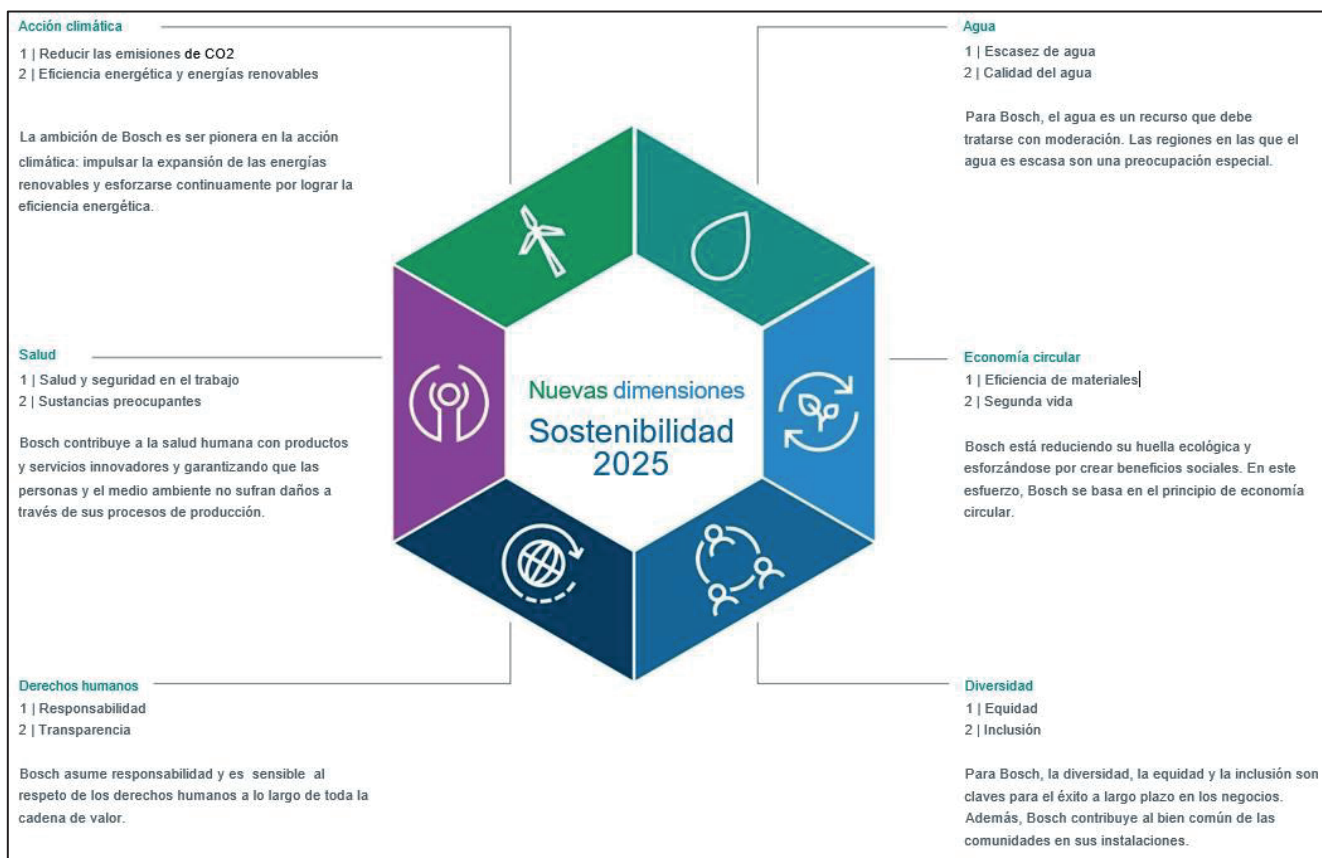 Acción climática
1 | Reducir las emisiones de CO2
2 | Eficiencia energética y energías renovables
La ambición de Bosch es ser pionera en la acción
climática: impulsar la expansión de las energías
renovables y esforzarse continuamente por lograr la
eficiencia energética.
Agua
1 | Escasez de agua
2 | Calidad del agua
Para Bosch, el agua es un recurso que debe
tratarse con moderación. Las regiones en las que el
agua es escasa son una preocupación especial.
Salud
1 | Salud y seguridad en el trabajo
2 | Sustancias preocupantes
Bosch contribuye a la salud humana con productos
y servicios innovadores y garantizando que las
personas y el medio ambiente no sufran daños a
través de sus procesos de producción.
Nuevas dimensiones
Sostenibilidad
2025
Economía circular
1 | Eficiencia de materiales
2 | Segunda vida
Bosch está reduciendo su huella ecológica y
esforzándose por crear beneficios sociales. En este
esfuerzo, Bosch se basa en el principio de economía
circular.
Derechos humanos
1 | Responsabilidad
2 | Transparencia
Bosch asume responsabilidad y es sensible al
respeto de los derechos humanos a lo largo de toda la
cadena de valor.
Diversidad
1 | Equidad
2 | Inclusión
Para Bosch, la diversidad, la equidad y la inclusión son
claves para el éxito a largo plazo en los negocios.
Además, Bosch contribuye al bien común de las
comunidades en sus instalaciones.